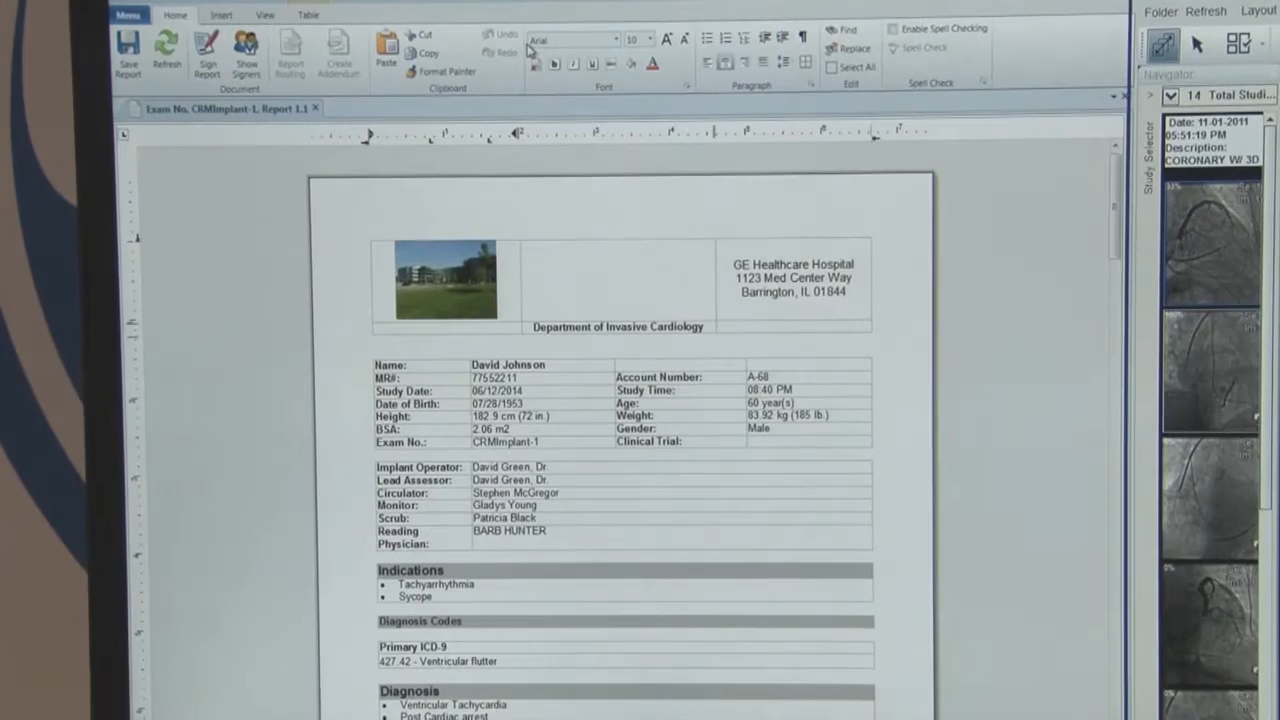 Menu Home Insert View Table
Save Report
Refresh
Sign Report
Show Signers
Report Routing
Create Addendum
Document
Paste
Cut
Copy
Format Painter
Clipboard
Undo
Redo
Arial 10
Font
Paragraph
Find
Replace
Select All
Edit
Enable Spell Checking
Spell Check
Spell Check
Folder Refresh Layout
Navigator
14 Total Studi...
Study Selector
Date: 11-01-2011
05:51:19 PM
Description:
CORONARY W/ 3D
Exam No. CRMImplant-1, Report 1.1
GE Healthcare Hospital
1123 Med Center Way
Barrington, IL 01844
Department of Invasive Cardiology
Name: David Johnson
MR#: 77552211 Account Number: A-68
Study Date: 06/12/2014 Study Time: 08:40 PM
Date of Birth: 07/28/1953 Age: 60 year(s)
Height: 182.9 cm (72 in.) Weight: 83.92 kg (185 lb.)
BSA: 2.06 m2 Gender: Male
Exam No.: CRMImplant-1 Clinical Trial:
Implant Operator: David Green, Dr.
Lead Assessor: David Green, Dr.
Circulator: Stephen McGregor
Monitor: Gladys Young
Scrub: Patricia Black
Reading Physician: BARB HUNTER
Indications
• Tachyarrhythmia
• Sycope
Diagnosis Codes
Primary ICD-9
427.42 - Ventricular flutter
Diagnosis
• Ventricular Tachycardia
• Post Cardiac arrest